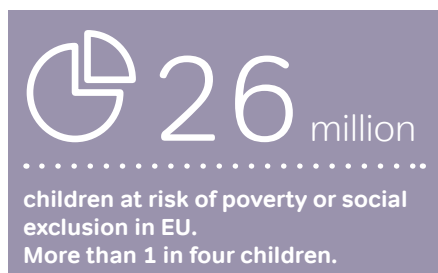 26 million
children at risk of poverty or social
exclusion in EU.
More than 1 in four children.